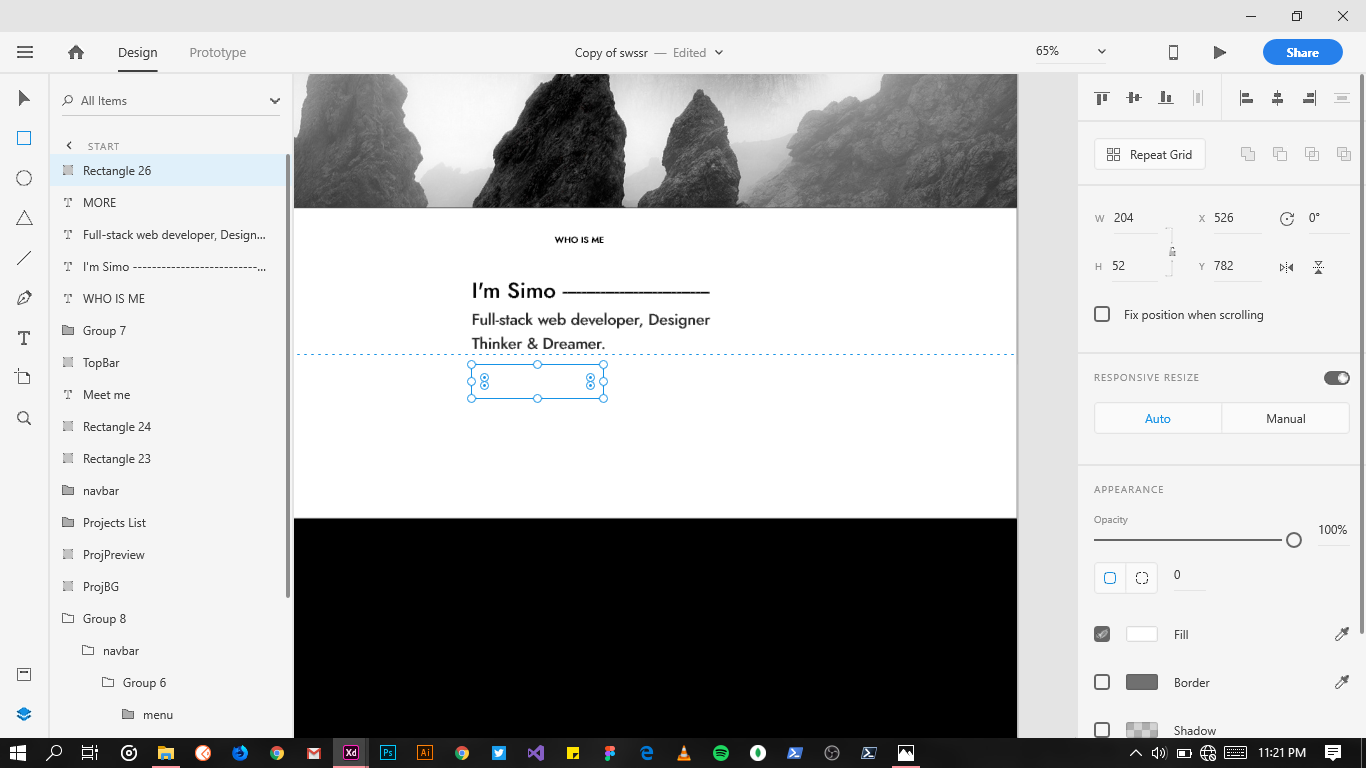 Design
Prototype
Copy of swssr — Edited
65%
Share
All Items
START
Rectangle 26
MORE
Full-stack web developer, Design...
I'm Simo ---------------------------...
WHO IS ME
Group 7
TopBar
Meet me
Rectangle 24
Rectangle 23
navbar
Projects List
ProjPreview
ProjBG
Group 8
navbar
Group 6
menu
WHO IS ME
I'm Simo ------------------------------
Full-stack web developer, Designer
Thinker & Dreamer.
Repeat Grid
W 204 X 526 0°
H 52 Y 782
Fix position when scrolling
RESPONSIVE RESIZE
Auto Manual
APPEARANCE
Opacity
100%
0
Fill
Border
Shadow
Xd Ps Ai
11:21 PM